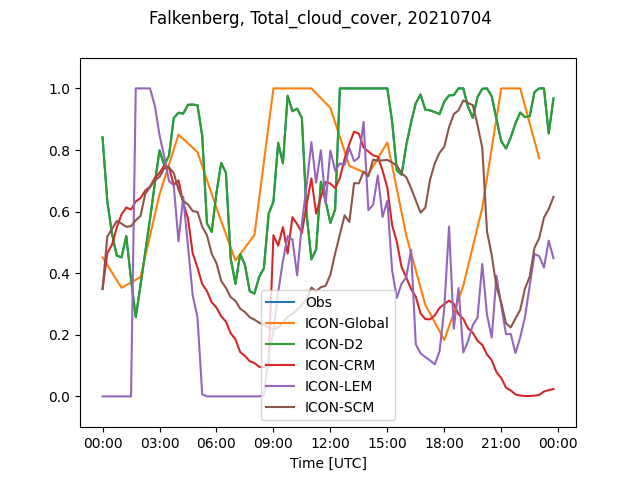 Falkenberg, Total_cloud_cover, 20210704
1.0
0.8
0.6
0.4
0.2
0.0
Obs
ICON-Global
ICON-D2
ICON-CRM
ICON-LEM
ICON-SCM
00:00 03:00 06:00 09:00 12:00 15:00 18:00 21:00 00:00
Time [UTC]